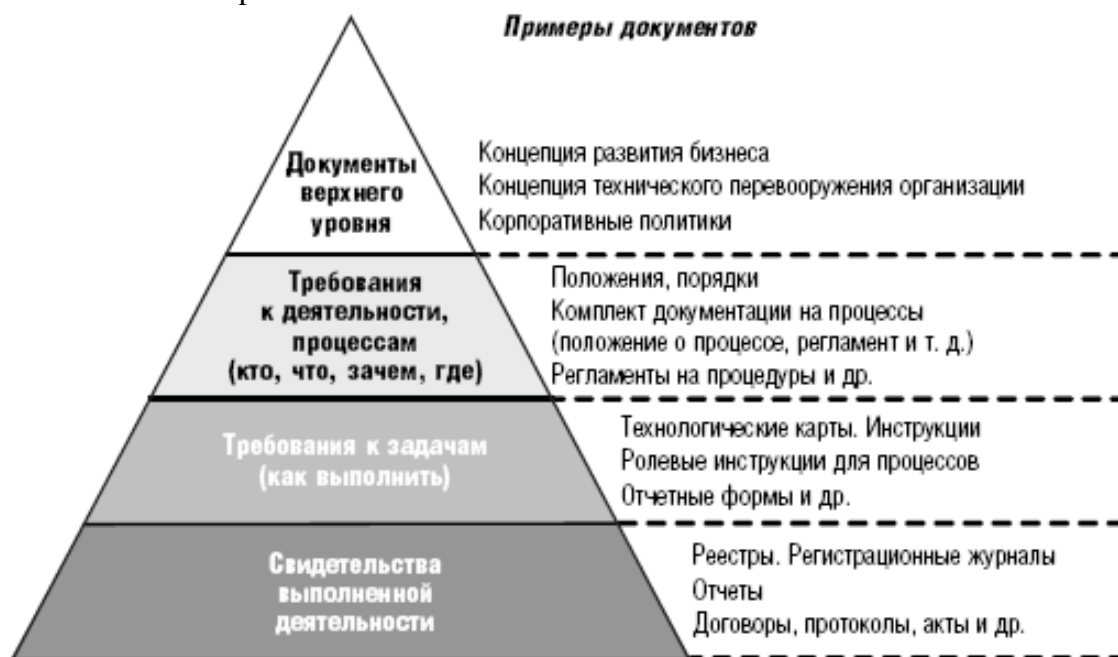 Примеры документов
Документы
верхнего
уровня
Концепция развития бизнеса
Концепция технического перевооружения организации
Корпоративные политики
Требования
к деятельности,
процессам
(кто, что, зачем, где)
Положения, порядки
Комплект документации на процессы
(положение о процессе, регламент и т. д.)
Регламенты на процедуры и др.
Требования к задачам
(как выполнить)
Технологические карты. Инструкции
Ролевые инструкции для процессов
Отчетные формы и др.
Свидетельства
выполненной
деятельности
Реестры. Регистрационные журналы
Отчеты
Договоры, протоколы, акты и др.